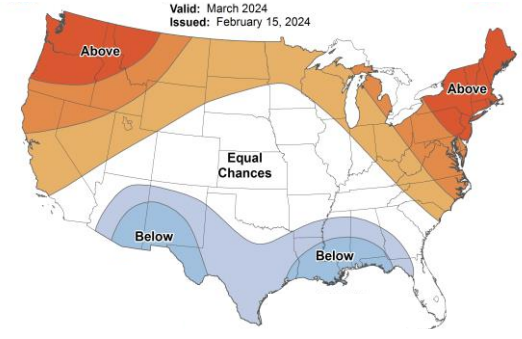 Valid: March 2024
Issued: February 15, 2024
Above
Above
Equal
Chances
Below
Below